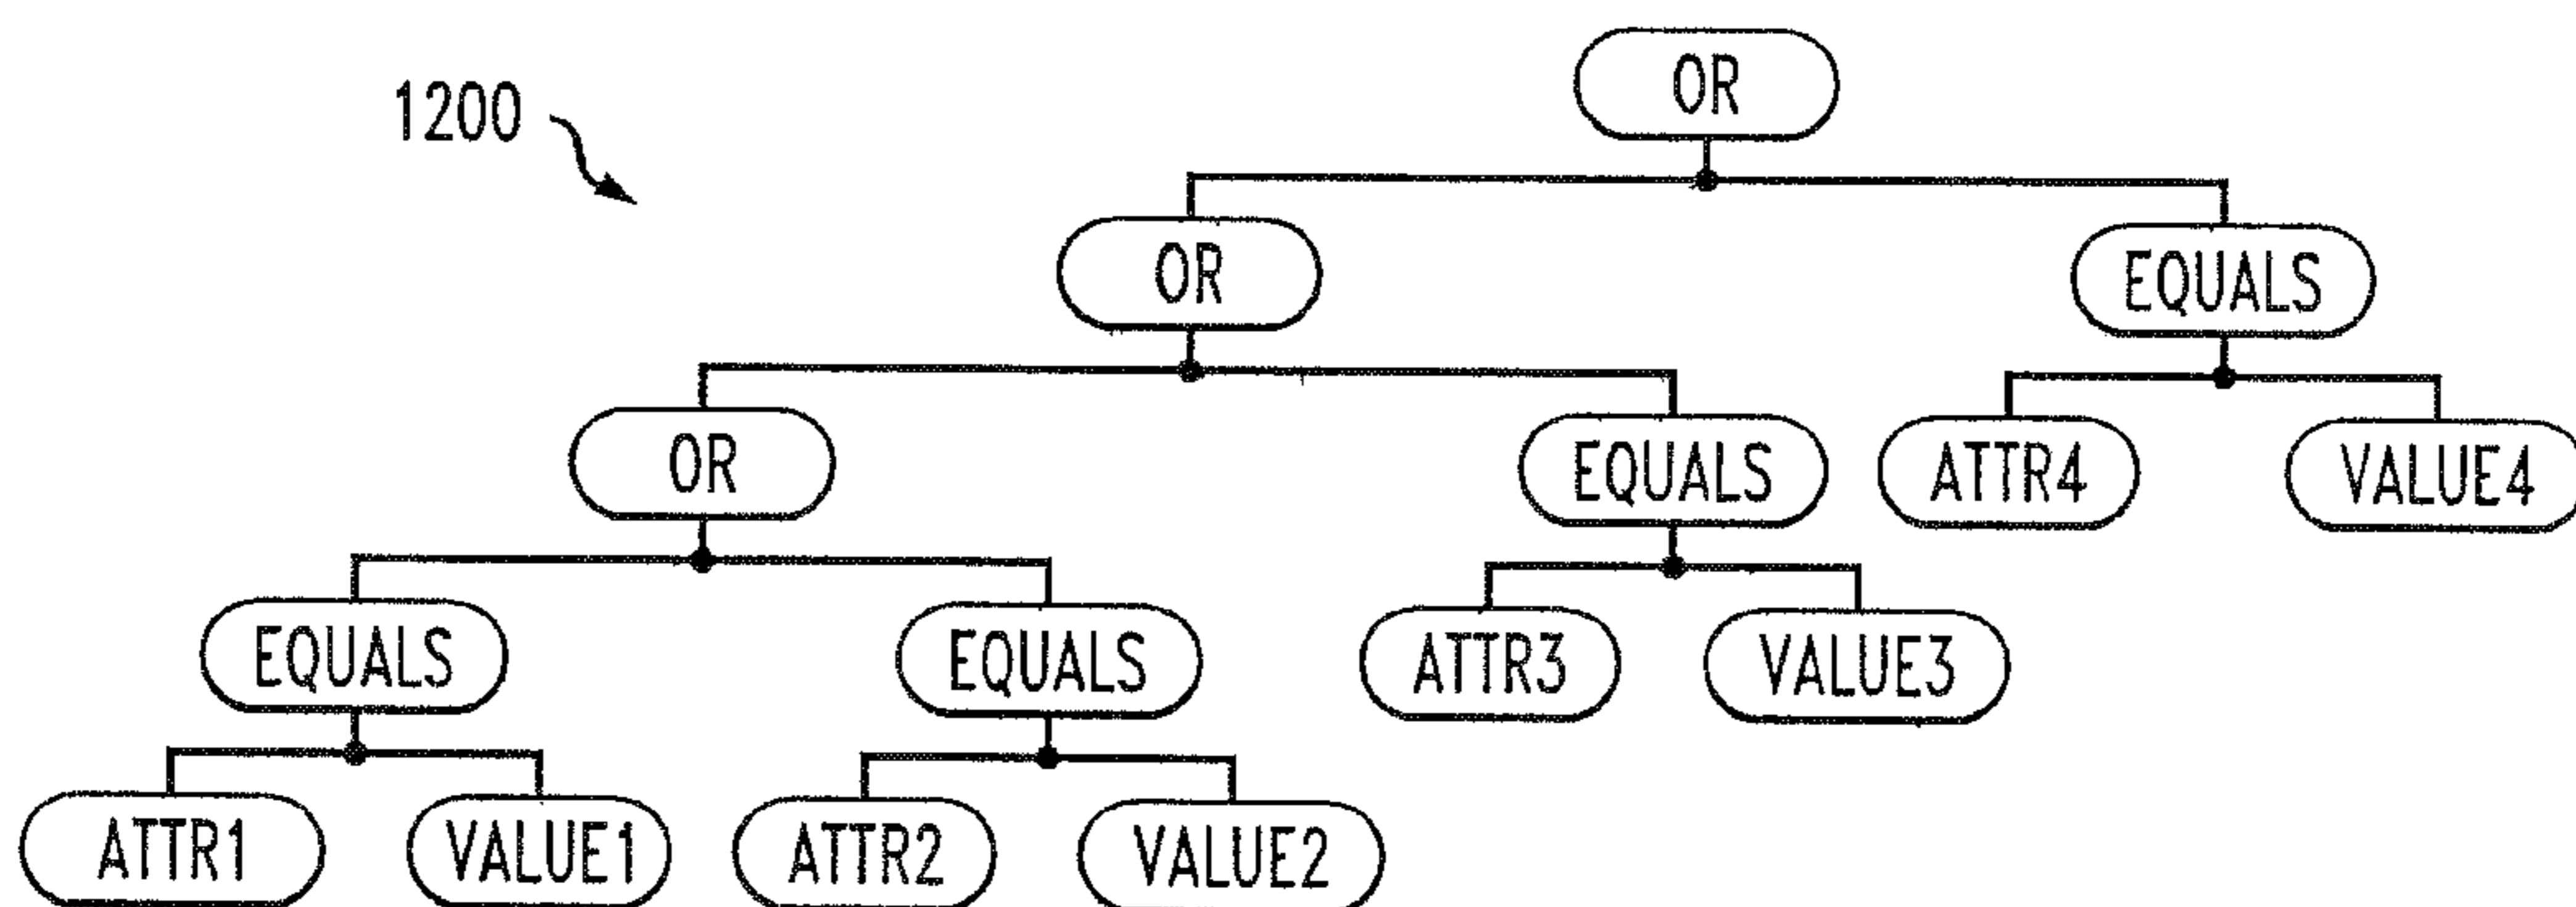 OR
1200
OR
EQUALS
OR
EQUALS
ATTR4
VALUE4
EQUALS
EQUALS
ATTR3
VALUE3
ATTR1
VALUE1
ATTR2
VALUE2